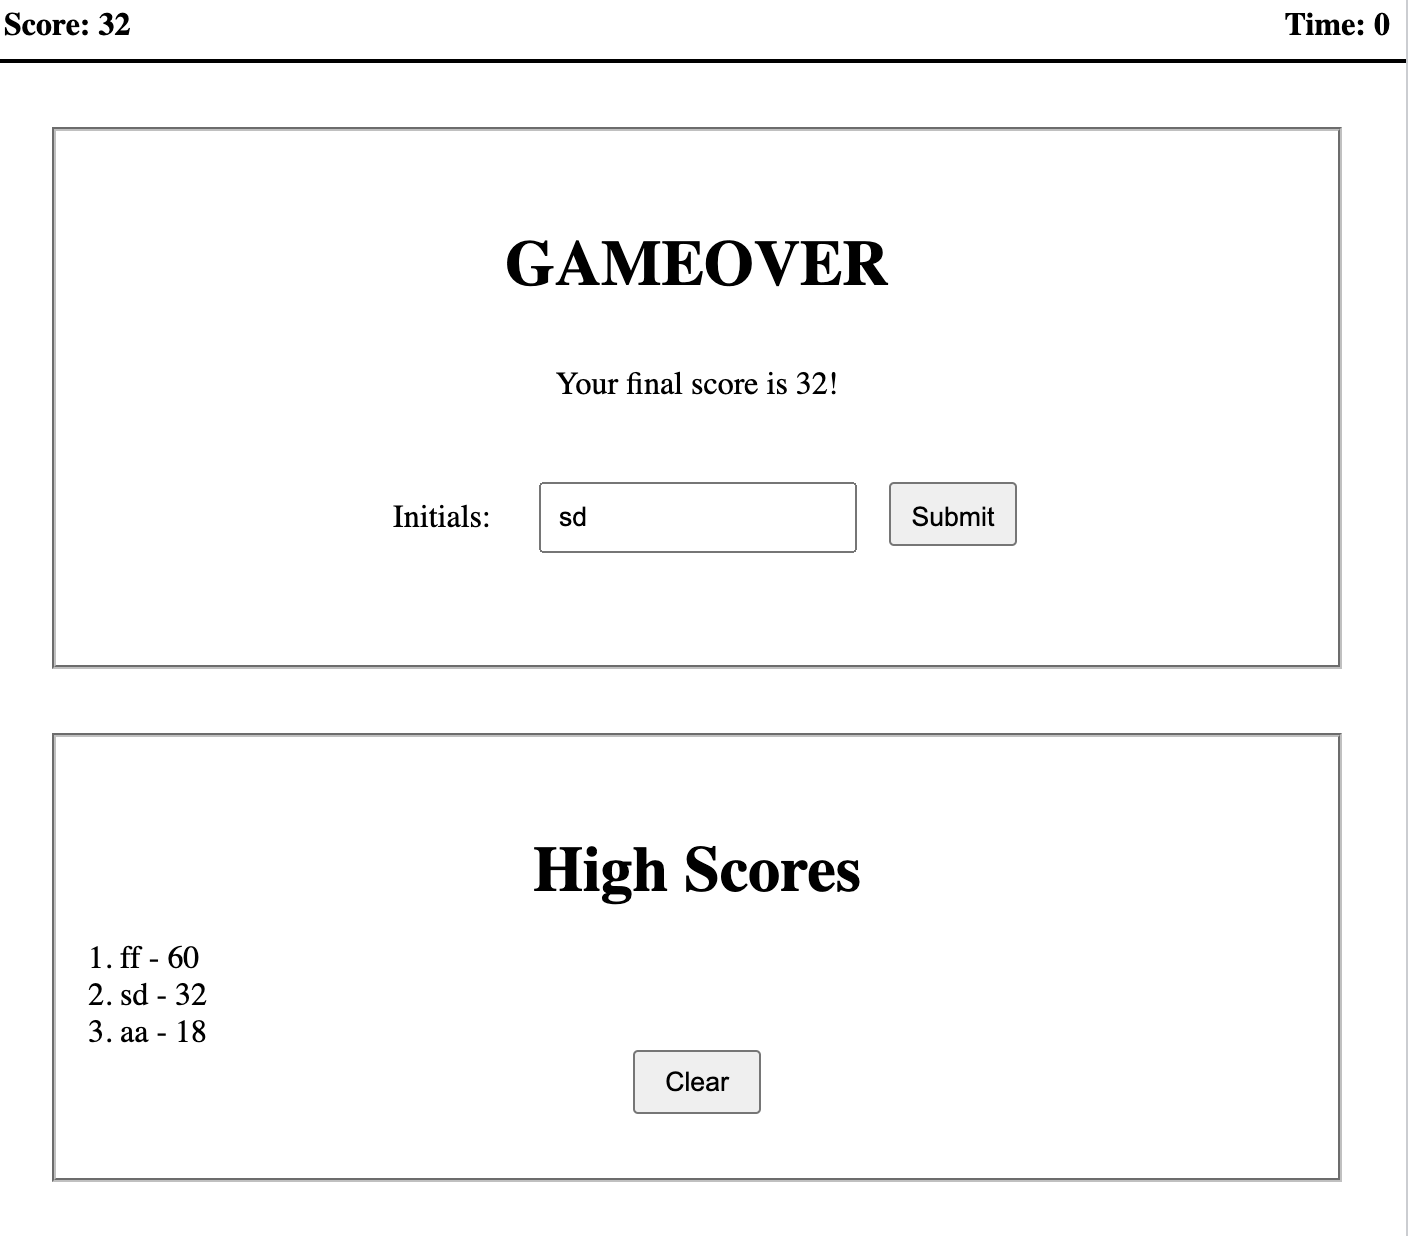 Score: 32 Time: 0
GAMEOVER
Your final score is 32!
Initials: sd Submit
High Scores
1. ff - 60
2. sd - 32
3. aa - 18
Clear